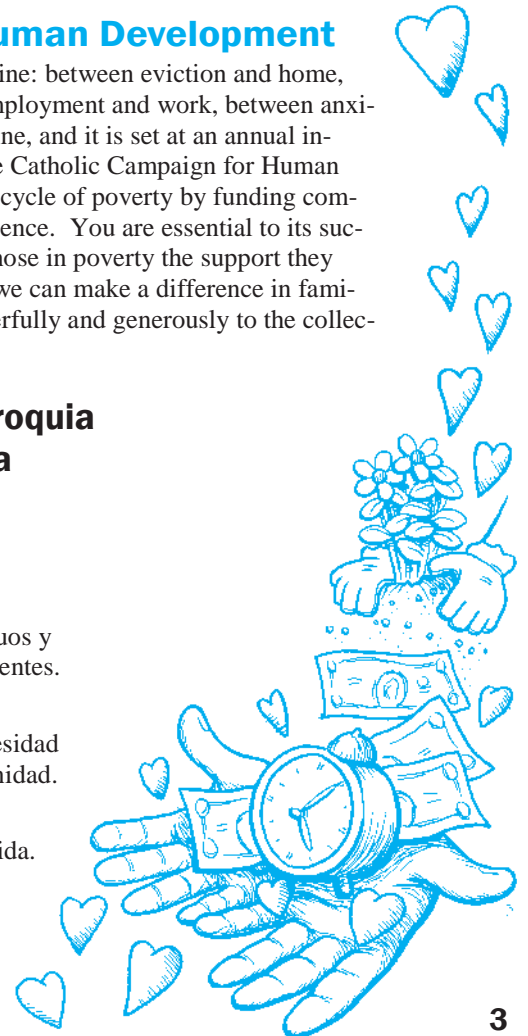 uman Development
ine: between eviction and home,
mployment and work, between anxi-
ne, and it is set at an annual in-
e Catholic Campaign for Human
cycle of poverty by funding com-
ence.  You are essential to its suc-
hose in poverty the support they
we can make a difference in fami-
erfully and generously to the collec-
roquia
a
uos y
entes.
esidad
nidad.
ida.
3